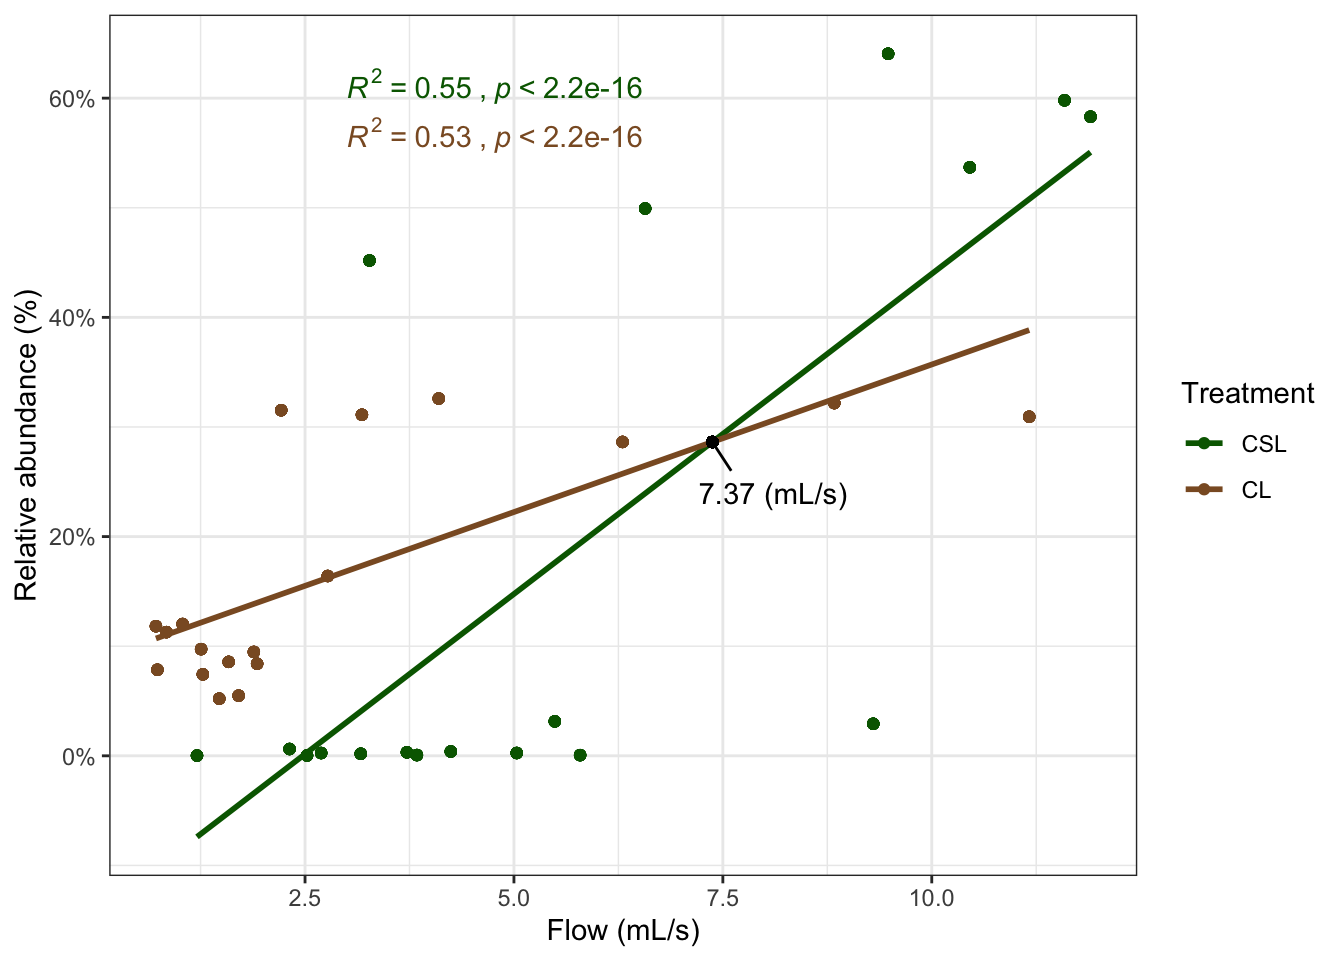 R² = 0.55 , p < 2.2e-16
R² = 0.53 , p < 2.2e-16
60%
40%
20%
0%
Relative abundance (%)
7.37 (mL/s)
2.5 5.0 7.5 10.0
Flow (mL/s)
Treatment
CSL
CL